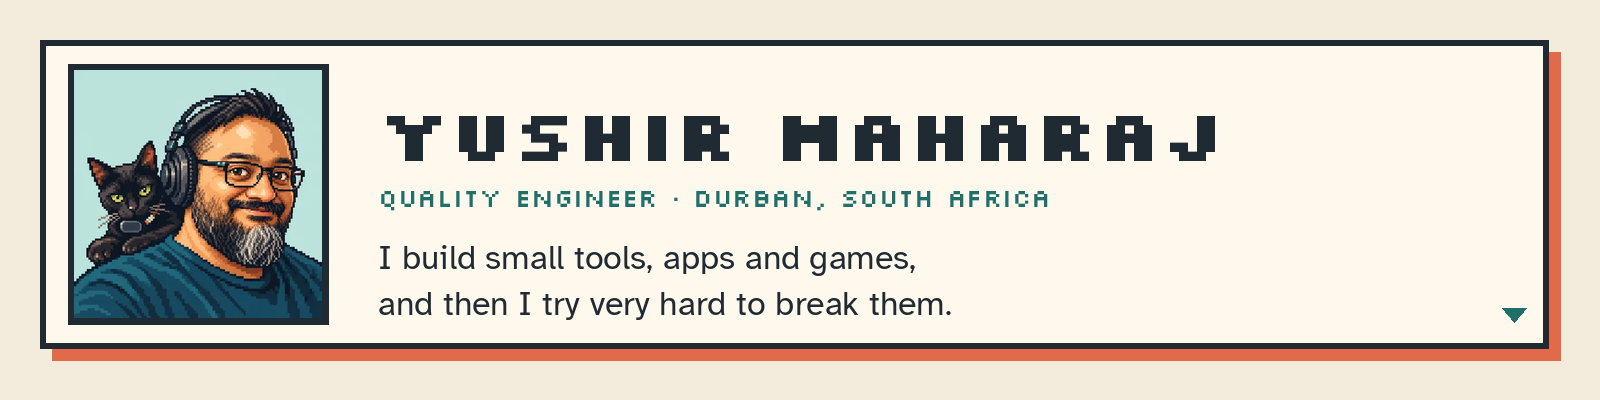 YUSHIR MAHARAJ
QUALITY ENGINEER · DURBAN, SOUTH AFRICA
I build small tools, apps and games,
and then I try very hard to break them.